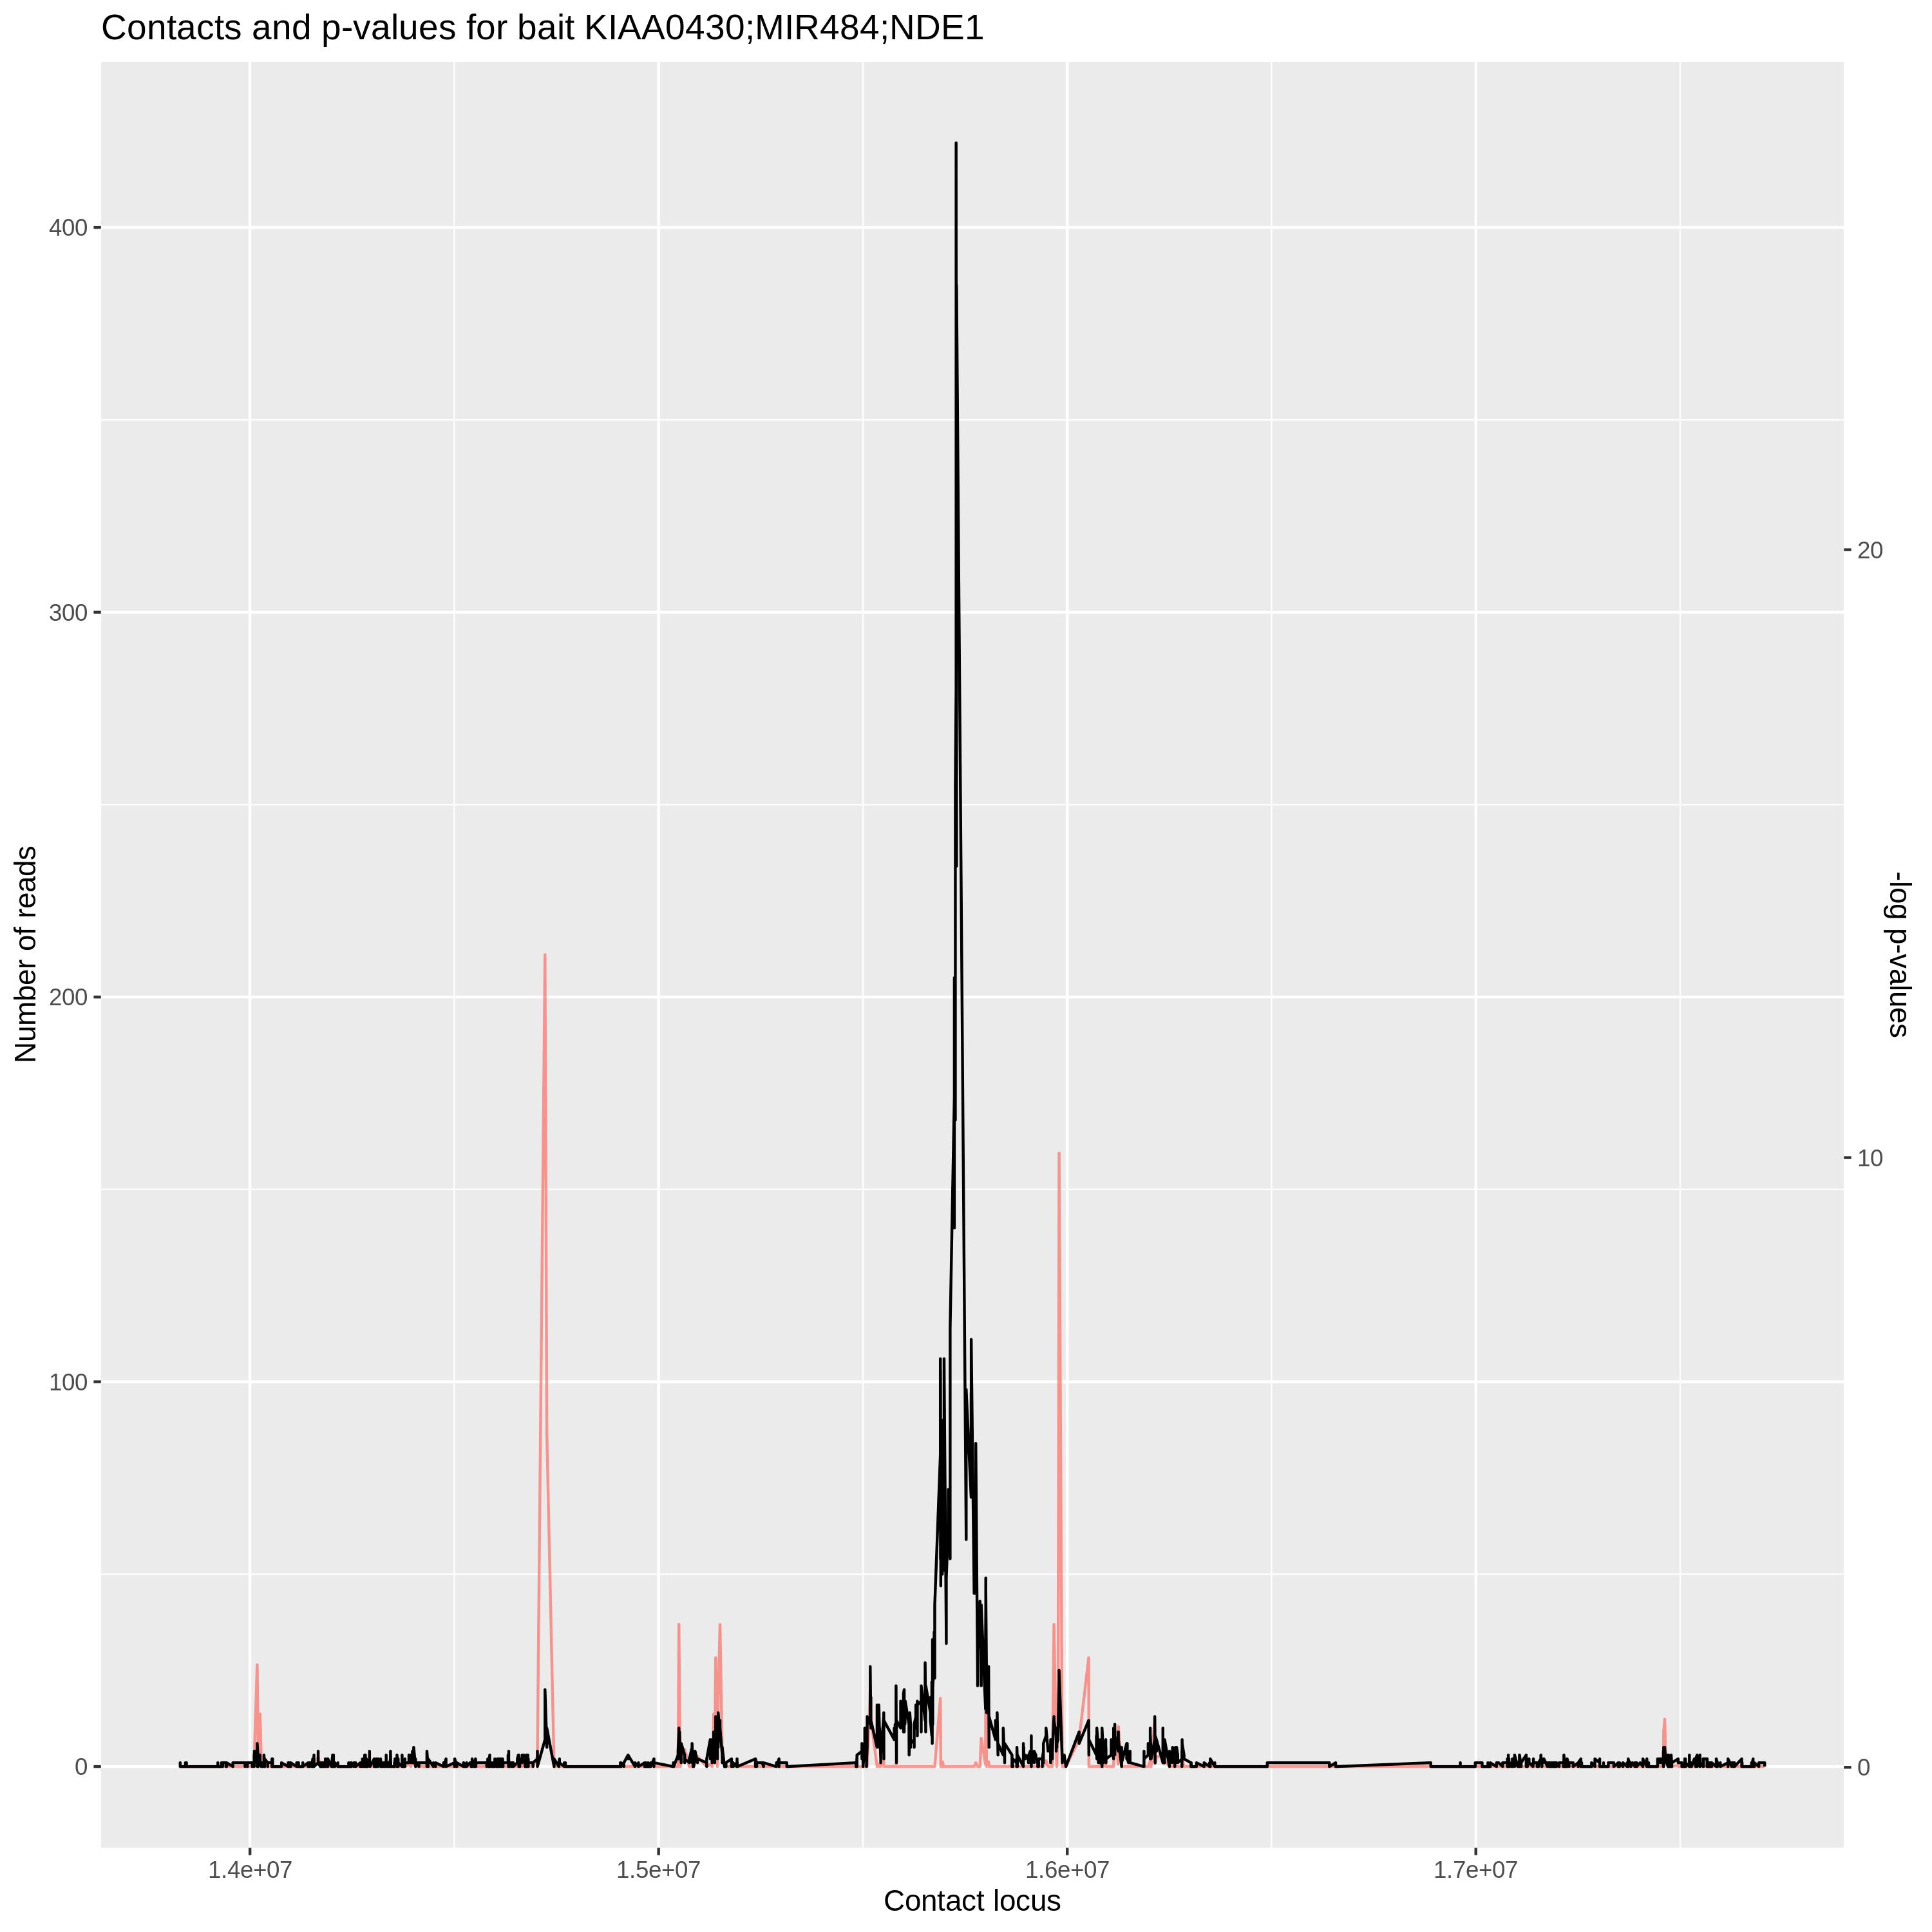 Contacts and p-values for bait KIAA0430;MIR484;NDE1
400
300
200
100
0
Number of reads
20
10
0
-log p-values
1.4e+07 1.5e+07 1.6e+07 1.7e+07
Contact locus